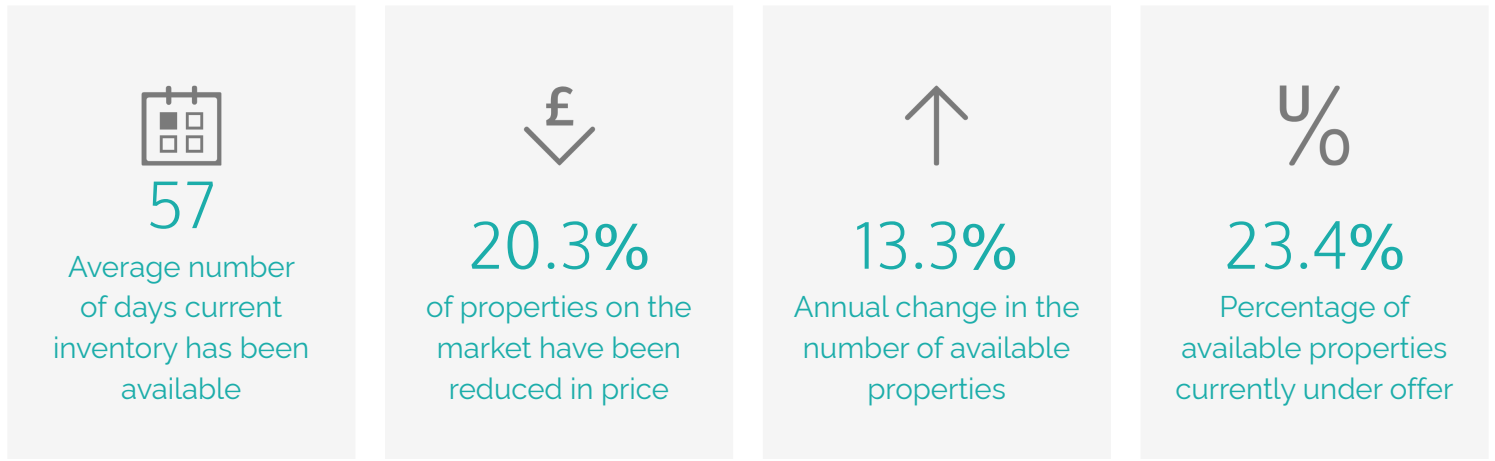 57
Average number
of days current
inventory has been
available
£
20.3%
of properties on the
market have been
reduced in price
13.3%
Annual change in the
number of available
properties
U/O
23.4%
Percentage of
available properties
currently under offer